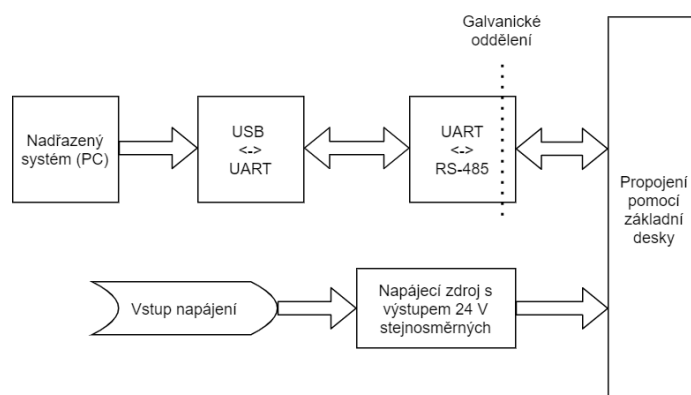 Galvanické
oddělení
Nadřazený
systém (PC)
USB
<->
UART
UART
<->
RS-485
Propojení
pomocí
základní
desky
Vstup napájení
Napájecí zdroj s
výstupem 24 V
stejnosměrných